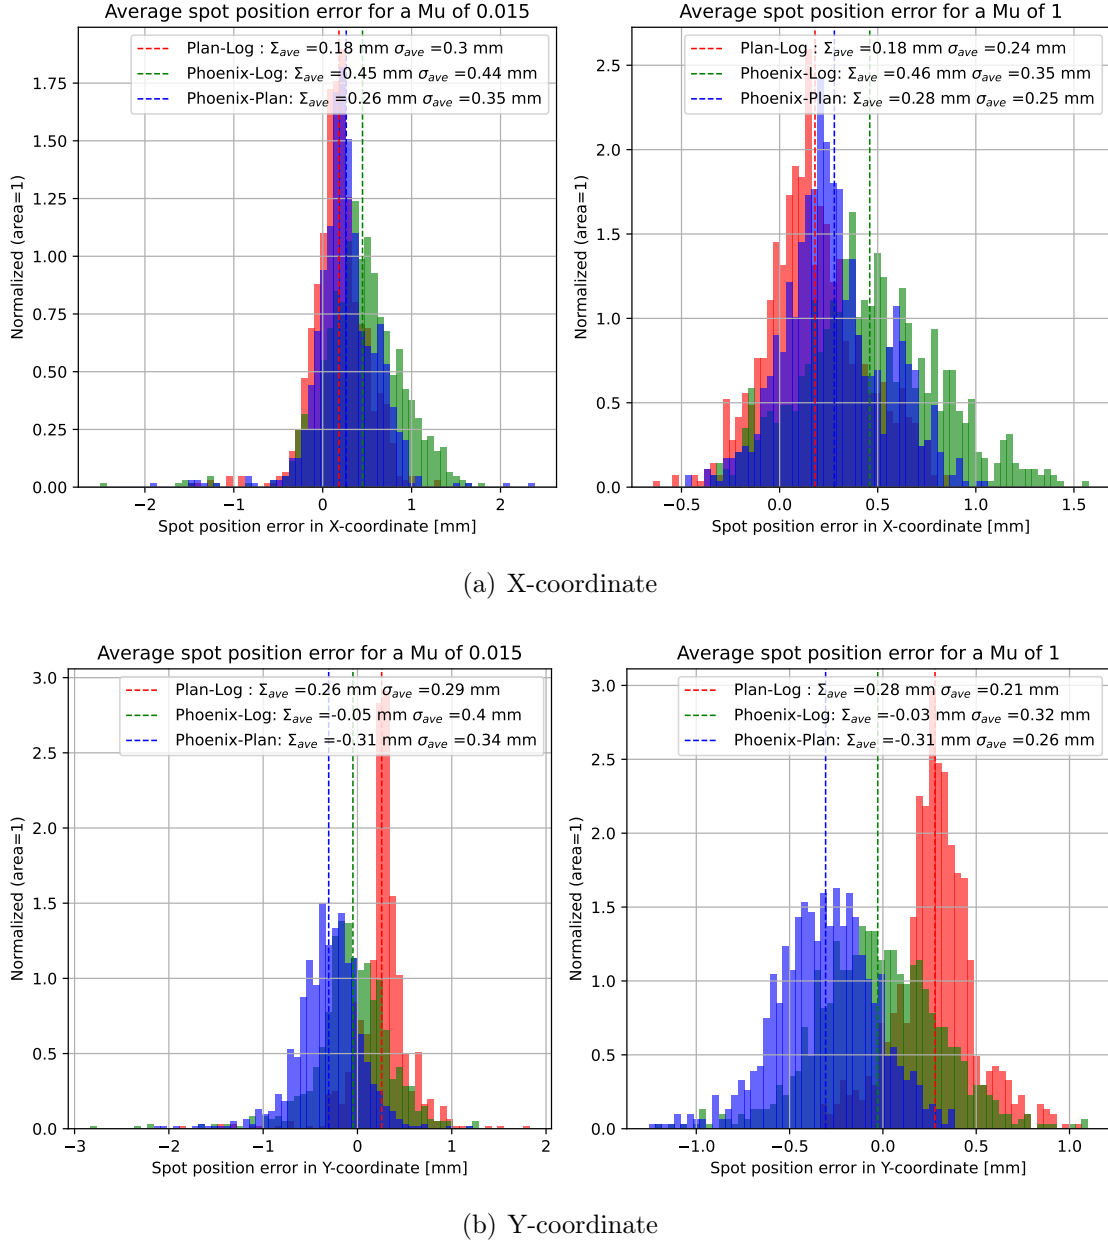 Average spot position error for a Mu of 0.015
Plan-Log : Σave =0.18 mm σave =0.3 mm
Phoenix-Log: Σave =0.45 mm σave =0.44 mm
Phoenix-Plan: Σave =0.26 mm σave =0.35 mm
Normalized (area=1)
1.75
1.50
1.25
1.00
0.75
0.50
0.25
0.00
−2 −1 0 1 2
Spot position error in X-coordinate [mm]
Average spot position error for a Mu of 1
Plan-Log : Σave =0.18 mm σave =0.24 mm
Phoenix-Log: Σave =0.46 mm σave =0.35 mm
Phoenix-Plan: Σave =0.28 mm σave =0.25 mm
Normalized (area=1)
2.5
2.0
1.5
1.0
0.5
0.0
−0.5 0.0 0.5 1.0 1.5
Spot position error in X-coordinate [mm]
(a) X-coordinate
Average spot position error for a Mu of 0.015
Plan-Log : Σave =0.26 mm σave =0.29 mm
Phoenix-Log: Σave =-0.05 mm σave =0.4 mm
Phoenix-Plan: Σave =-0.31 mm σave =0.34 mm
Normalized (area=1)
3.0
2.5
2.0
1.5
1.0
0.5
0.0
−3 −2 −1 0 1 2
Spot position error in Y-coordinate [mm]
Average spot position error for a Mu of 1
Plan-Log : Σave =0.28 mm σave =0.21 mm
Phoenix-Log: Σave =-0.03 mm σave =0.32 mm
Phoenix-Plan: Σave =-0.31 mm σave =0.26 mm
Normalized (area=1)
3.0
2.5
2.0
1.5
1.0
0.5
0.0
−1.0 −0.5 0.0 0.5 1.0
Spot position error in Y-coordinate [mm]
(b) Y-coordinate